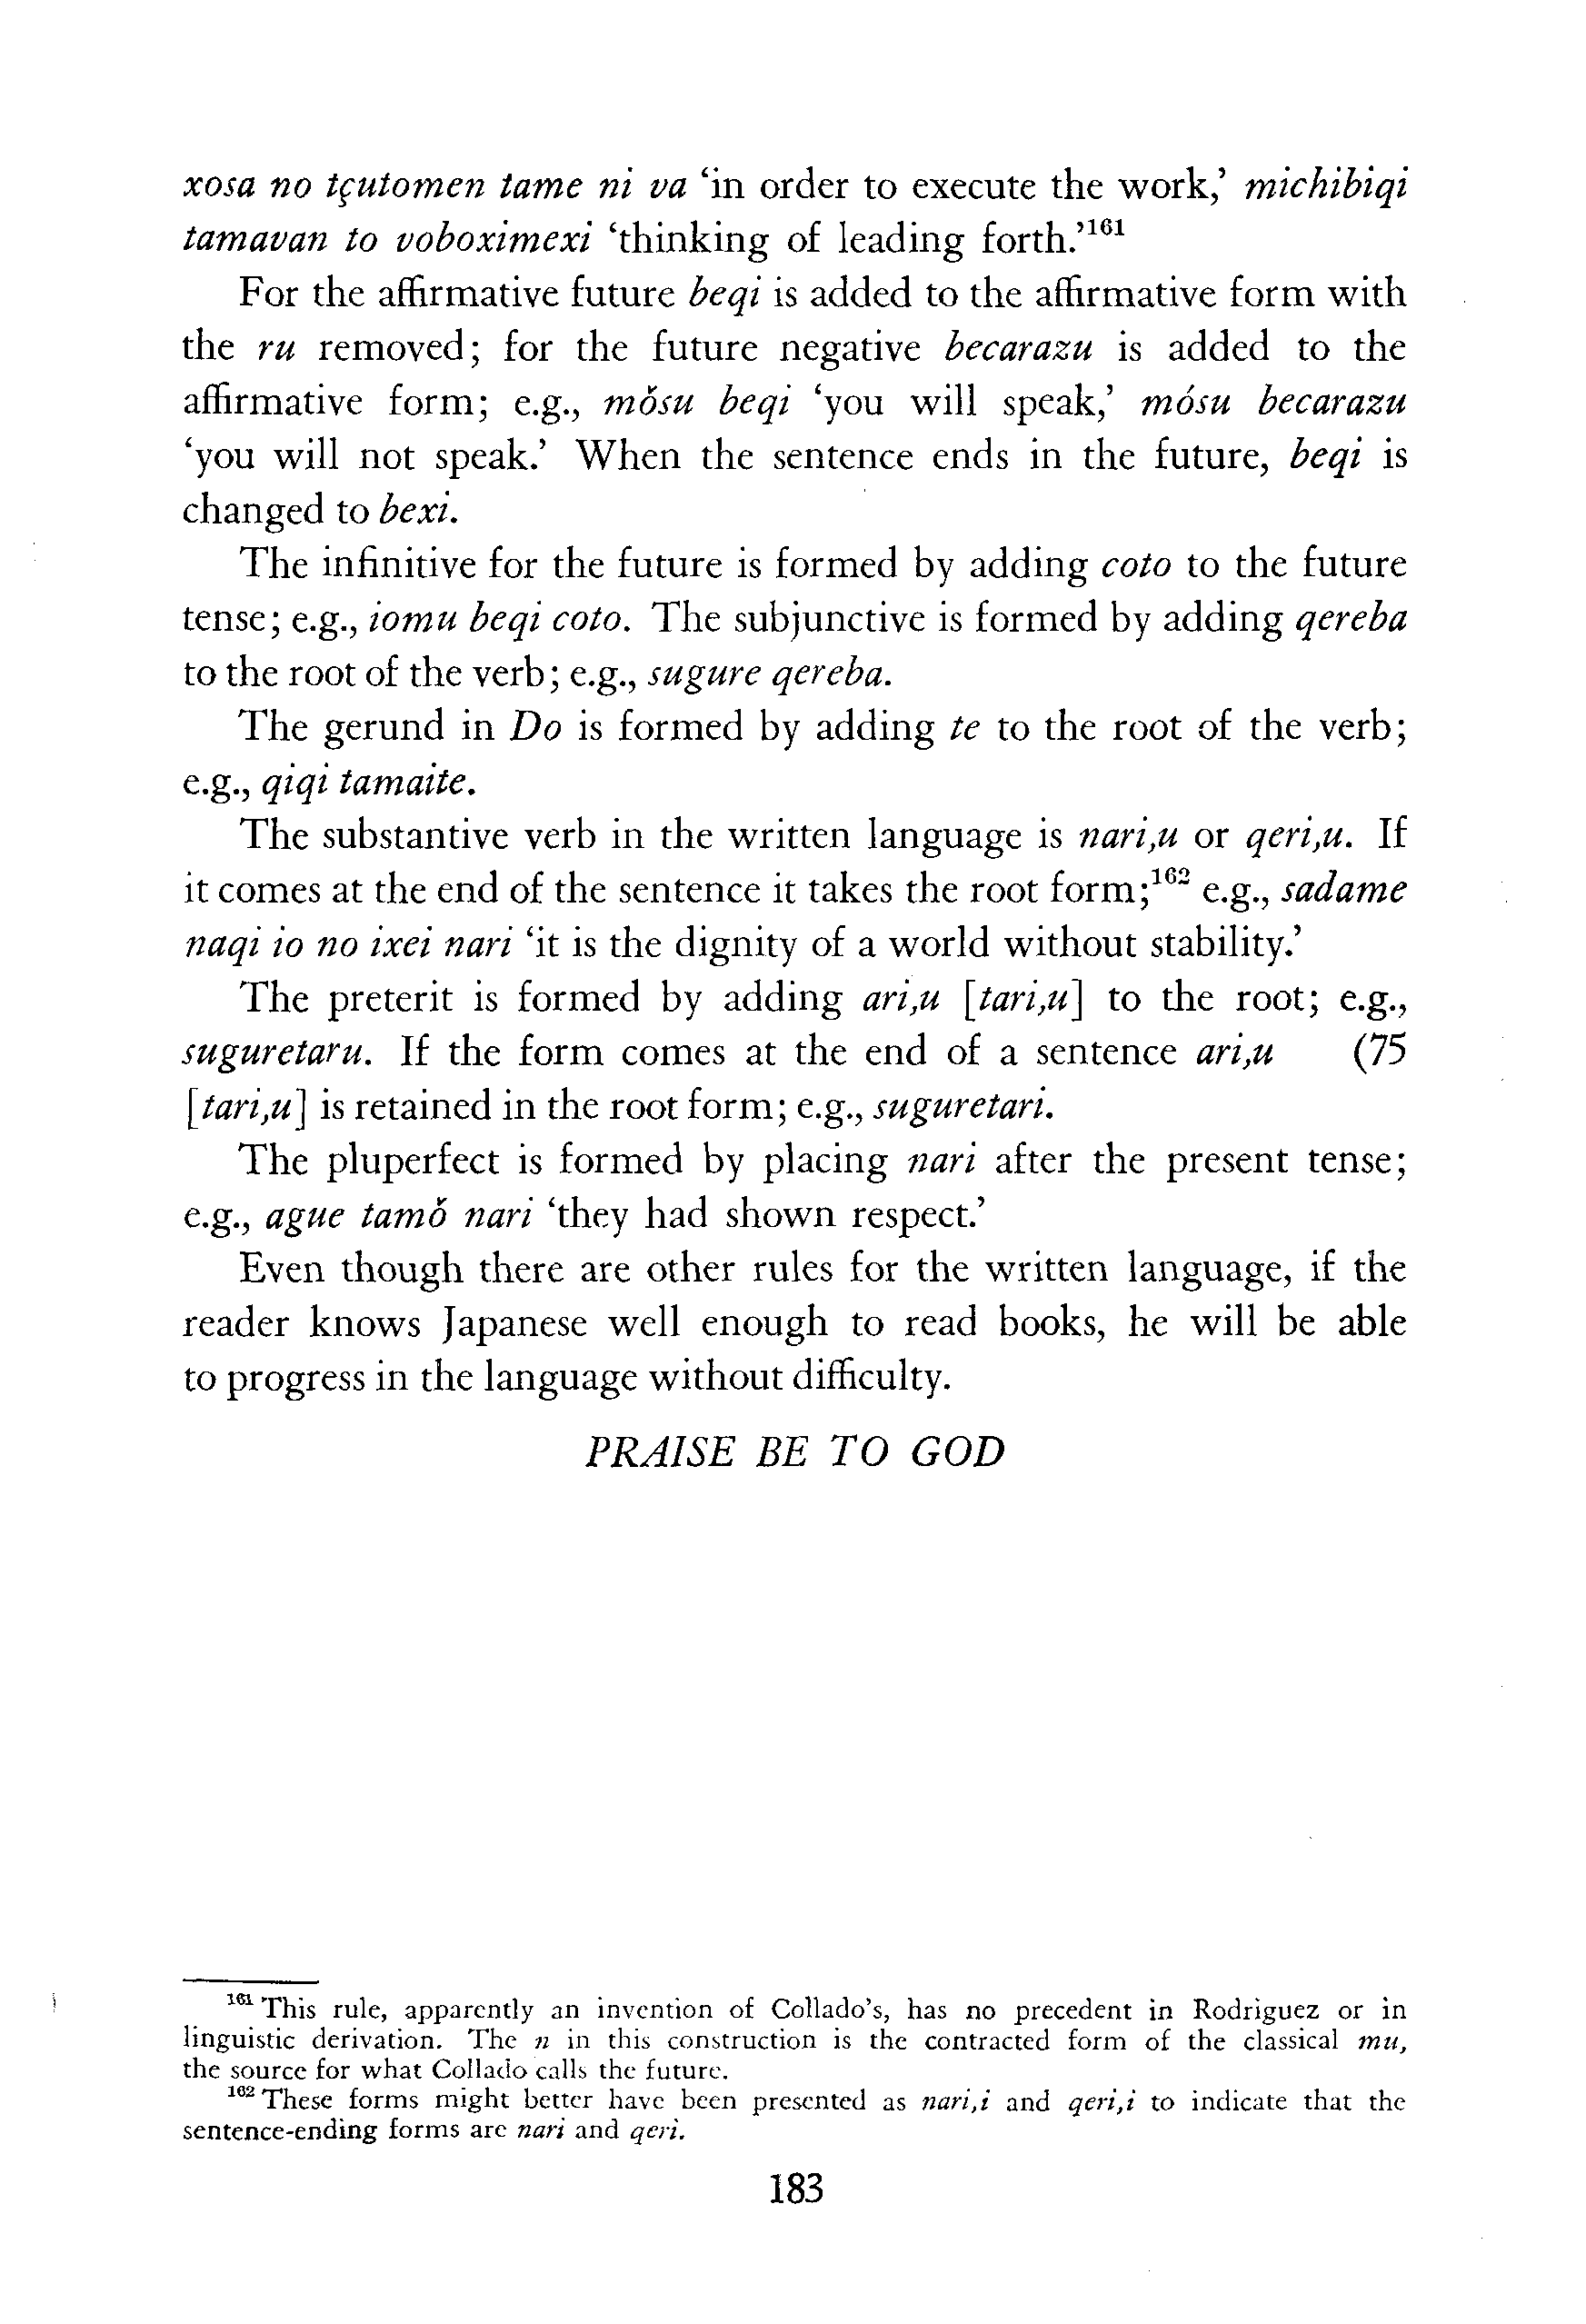 xosa no tçutomen tame ni va ‘in order to execute the work,’ michibiqi
tamavan to voboximexi ‘thinking of leading forth.’161
For the affirmative future beqi is added to the affirmative form with
the ru removed; for the future negative becarazu is added to the
affirmative form; e.g., mǒsu beqi ‘you will speak,’ mósu becarazu
‘you will not speak.’ When the sentence ends in the future, beqi is
changed to bexi.
The infinitive for the future is formed by adding coto to the future
tense; e.g., iomu beqi coto. The subjunctive is formed by adding qereba
to the root of the verb; e.g., sugure qereba.
The gerund in Do is formed by adding te to the root of the verb;
e.g., qiqi tamaite.
The substantive verb in the written language is nari,u or qeri,u. If
it comes at the end of the sentence it takes the root form;162 e.g., sadame
naqi io no ixei nari ‘it is the dignity of a world without stability.’
The preterit is formed by adding ari,u [tari,u] to the root; e.g.,
suguretaru. If the form comes at the end of a sentence ari,u (75
[tari,u] is retained in the root form; e.g., suguretari.
The pluperfect is formed by placing nari after the present tense;
e.g., ague tamǒ nari ‘they had shown respect.’
Even though there are other rules for the written language, if the
reader knows Japanese well enough to read books, he will be able
to progress in the language without difficulty.
PRAISE BE TO GOD
161 This rule, apparently an invention of Collado’s, has no precedent in Rodriguez or in
linguistic derivation. The n in this construction is the contracted form of the classical mu,
the source for what Collado calls the future.
162 These forms might better have been presented as nari,i and qeri,i to indicate that the
sentence-ending forms are nari and qeri.
183